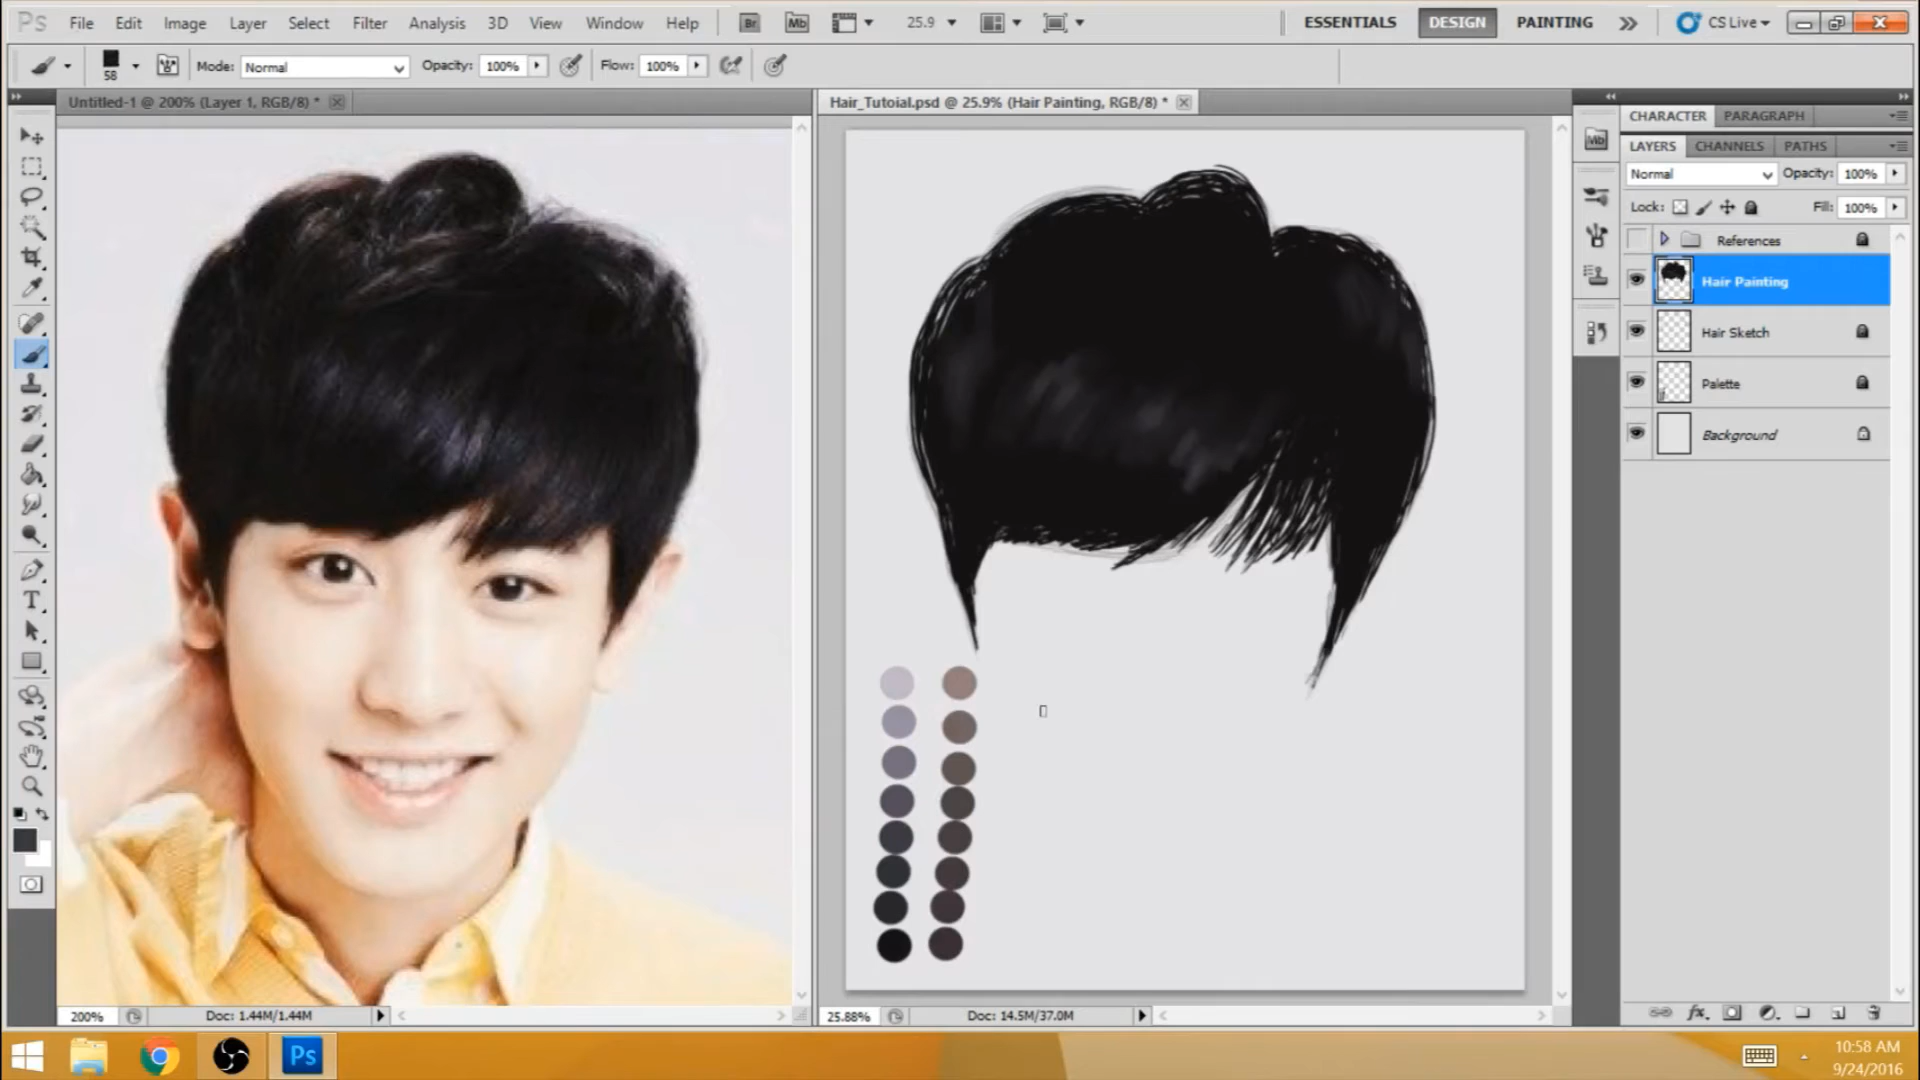 Ps File Edit Image Layer Select Filter Analysis 3D View Window Help Br Mb 25.9 ESSENTIALS DESIGN PAINTING CS Live
58 Mode: Normal Opacity: 100% Flow: 100%
Untitled-1 @ 200% (Layer 1, RGB/8) *
Hair_Tutoial.psd @ 25.9% (Hair Painting, RGB/8) *
CHARACTER PARAGRAPH
Mb
LAYERS CHANNELS PATHS
Normal Opacity: 100%
Lock: Fill: 100%
References
Hair Painting
Hair Sketch
Palette
Background
T
200% Doc: 1.44M/1.44M
25.88% Doc: 14.5M/37.0M
fx
Ps
10:58 AM
9/24/2016